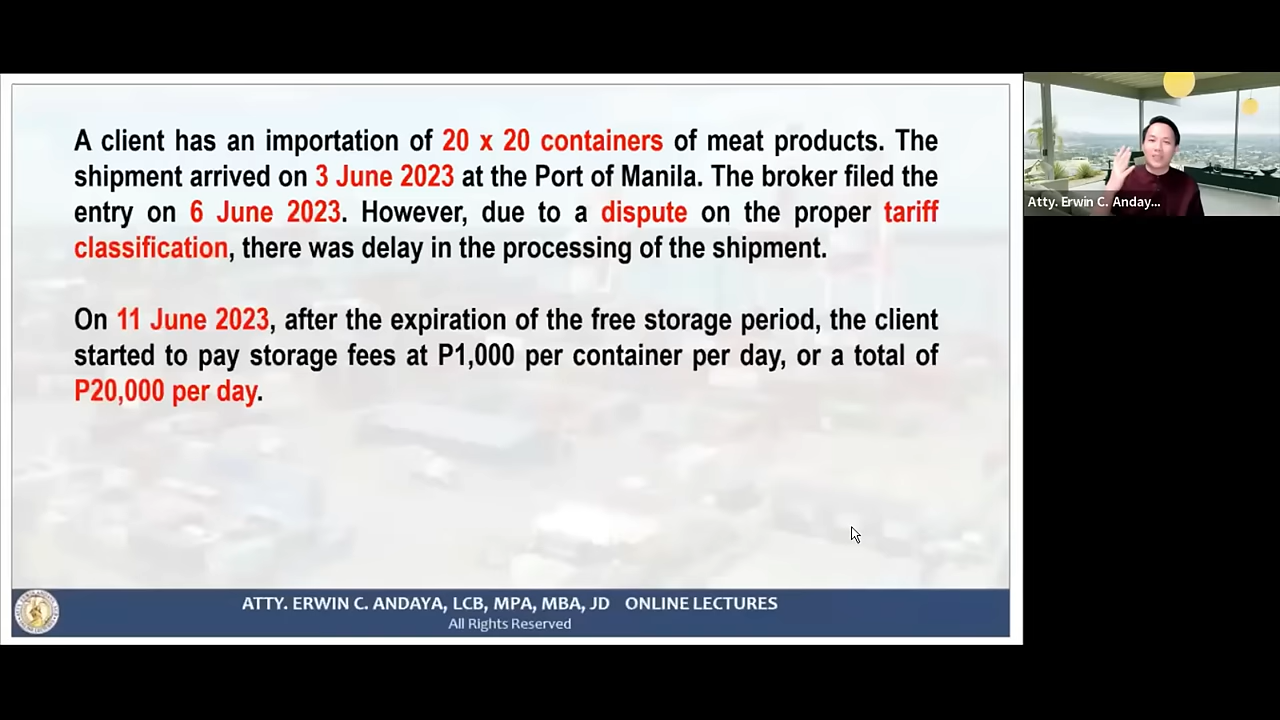 A client has an importation of 20 x 20 containers of meat products. The
shipment arrived on 3 June 2023 at the Port of Manila. The broker filed the
entry on 6 June 2023. However, due to a dispute on the proper tariff
classification, there was delay in the processing of the shipment.
On 11 June 2023, after the expiration of the free storage period, the client
started to pay storage fees at P1,000 per container per day, or a total of
P20,000 per day.
ATTY. ERWIN C. ANDAYA, LCB, MPA, MBA, JD ONLINE LECTURES
All Rights Reserved
Atty. Erwin C. Anday...